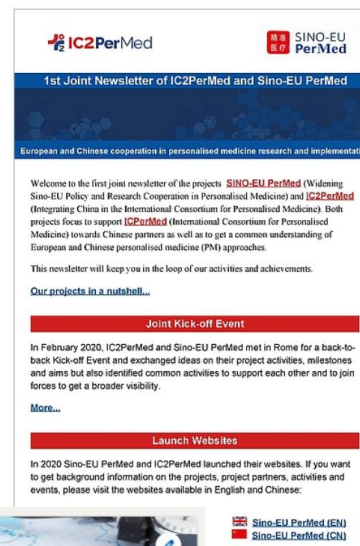 IC2PerMed
精准 SINO-EU
医疗 PerMed
1st Joint Newsletter of IC2PerMed and Sino-EU PerMed
European and Chinese cooperation in personalised medicine research and implementati
Welcome to the first joint newsletter of the projects SINO-EU PerMed (Widening
Sino-EU Policy and Research Cooperation in Personalised Medicine) and IC2PerMed
(Integrating China in the International Consortium for Personalised Medicine). Both
projects focus to support ICPerMed (International Consortium for Personalised
Medicine) towards Chinese partners as well as to get a common understanding of
European and Chinese personalised medicine (PM) approaches.
This newsletter will keep you in the loop of our activities and achievements.
Our projects in a nutshell...
Joint Kick-off Event
In February 2020, IC2PerMed and Sino-EU PerMed met in Rome for a back-to-
back Kick-off Event and exchanged ideas on their project activities, milestones
and aims but also identified common activities to support each other and to join
forces to get a broader visibility.
More...
Launch Websites
In 2020 Sino-EU PerMed and IC2PerMed launched their websites. If you want
to get background information on the projects, project partners, activities and
events, please visit the websites available in English and Chinese:
Sino-EU PerMed (EN)
Sino-EU PerMed (CN)